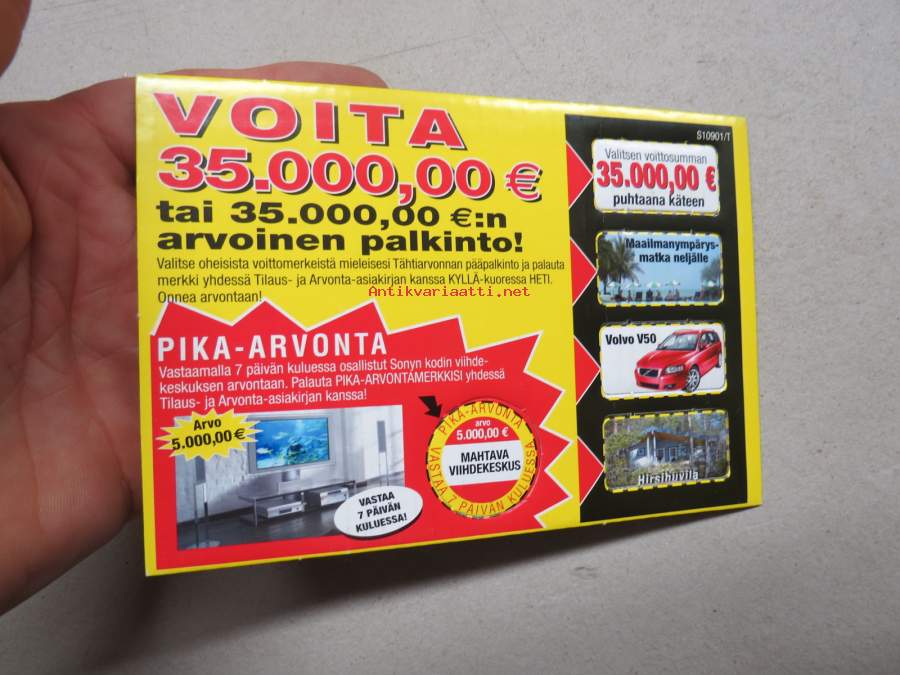 VOITA
35.000,00 €
tai 35.000,00 €:n
arvoinen palkinto!
Valitse oheisista voittomerkeistä mieleisesi Tähtiarvonnan pääpalkinto ja palauta
merkki yhdessä Tilaus- ja Arvonta-asiakirjan kanssa KYLLÄ-kuoressa HETI.
Onnea arvontaan!
Antikvariaatti.net
PIKA-ARVONTA
Vastaamalla 7 päivän kuluessa osallistut Sonyn kodin viihde-
keskuksen arvontaan. Palauta PIKA-ARVONTAMERKKISI yhdessä
Tilaus- ja Arvonta-asiakirjan kanssa!
Arvo
5.000,00 €
VASTAA
7 PÄIVÄN
KULUESSA!
PIKA-ARVONTA
arvo
5.000,00 €
MAHTAVA
VIIHDEKESKUS
VASTAA 7 PÄIVÄN KULUESSA
S10901/T
Valitsen voittosumman
35.000,00 €
puhtaana käteen
Maailmanympärys-
matka neljälle
Volvo V50
Hirsihuvila